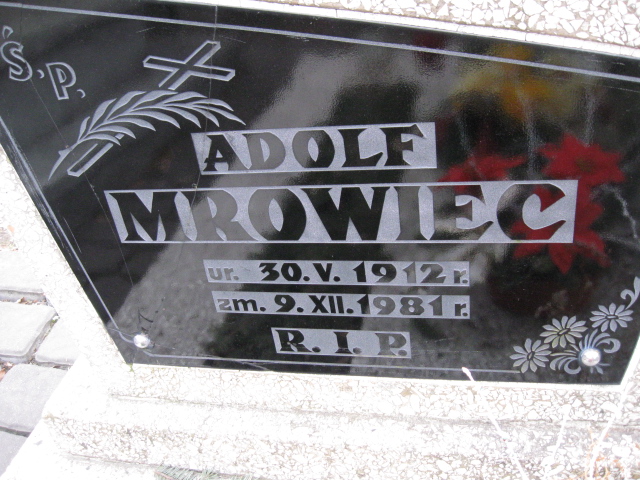 Ś.P.
ADOLF
MROWIEC
ur. 30.V. 1912 r.
zm. 9.XII.1981 r.
R.I.P.